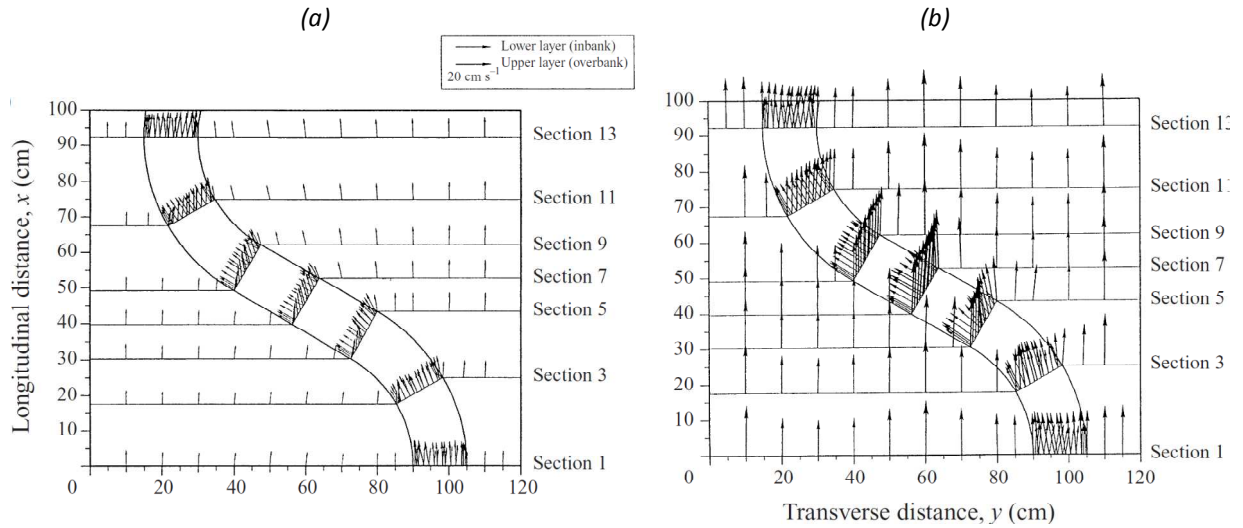 (a)
(b)
Lower layer (inbank)
Upper layer (overbank)
20 cm s⁻¹
Longitudinal distance, x (cm)
100
90
80
70
60
50
40
30
20
10
0
0 20 40 60 80 100 120
Section 13
Section 11
Section 9
Section 7
Section 5
Section 3
Section 1
100
90
80
70
60
50
40
30
20
10
0 20 40 60 80 100 120
Transverse distance, y (cm)
Section 13
Section 11
Section 9
Section 7
Section 5
Section 3
Section 1